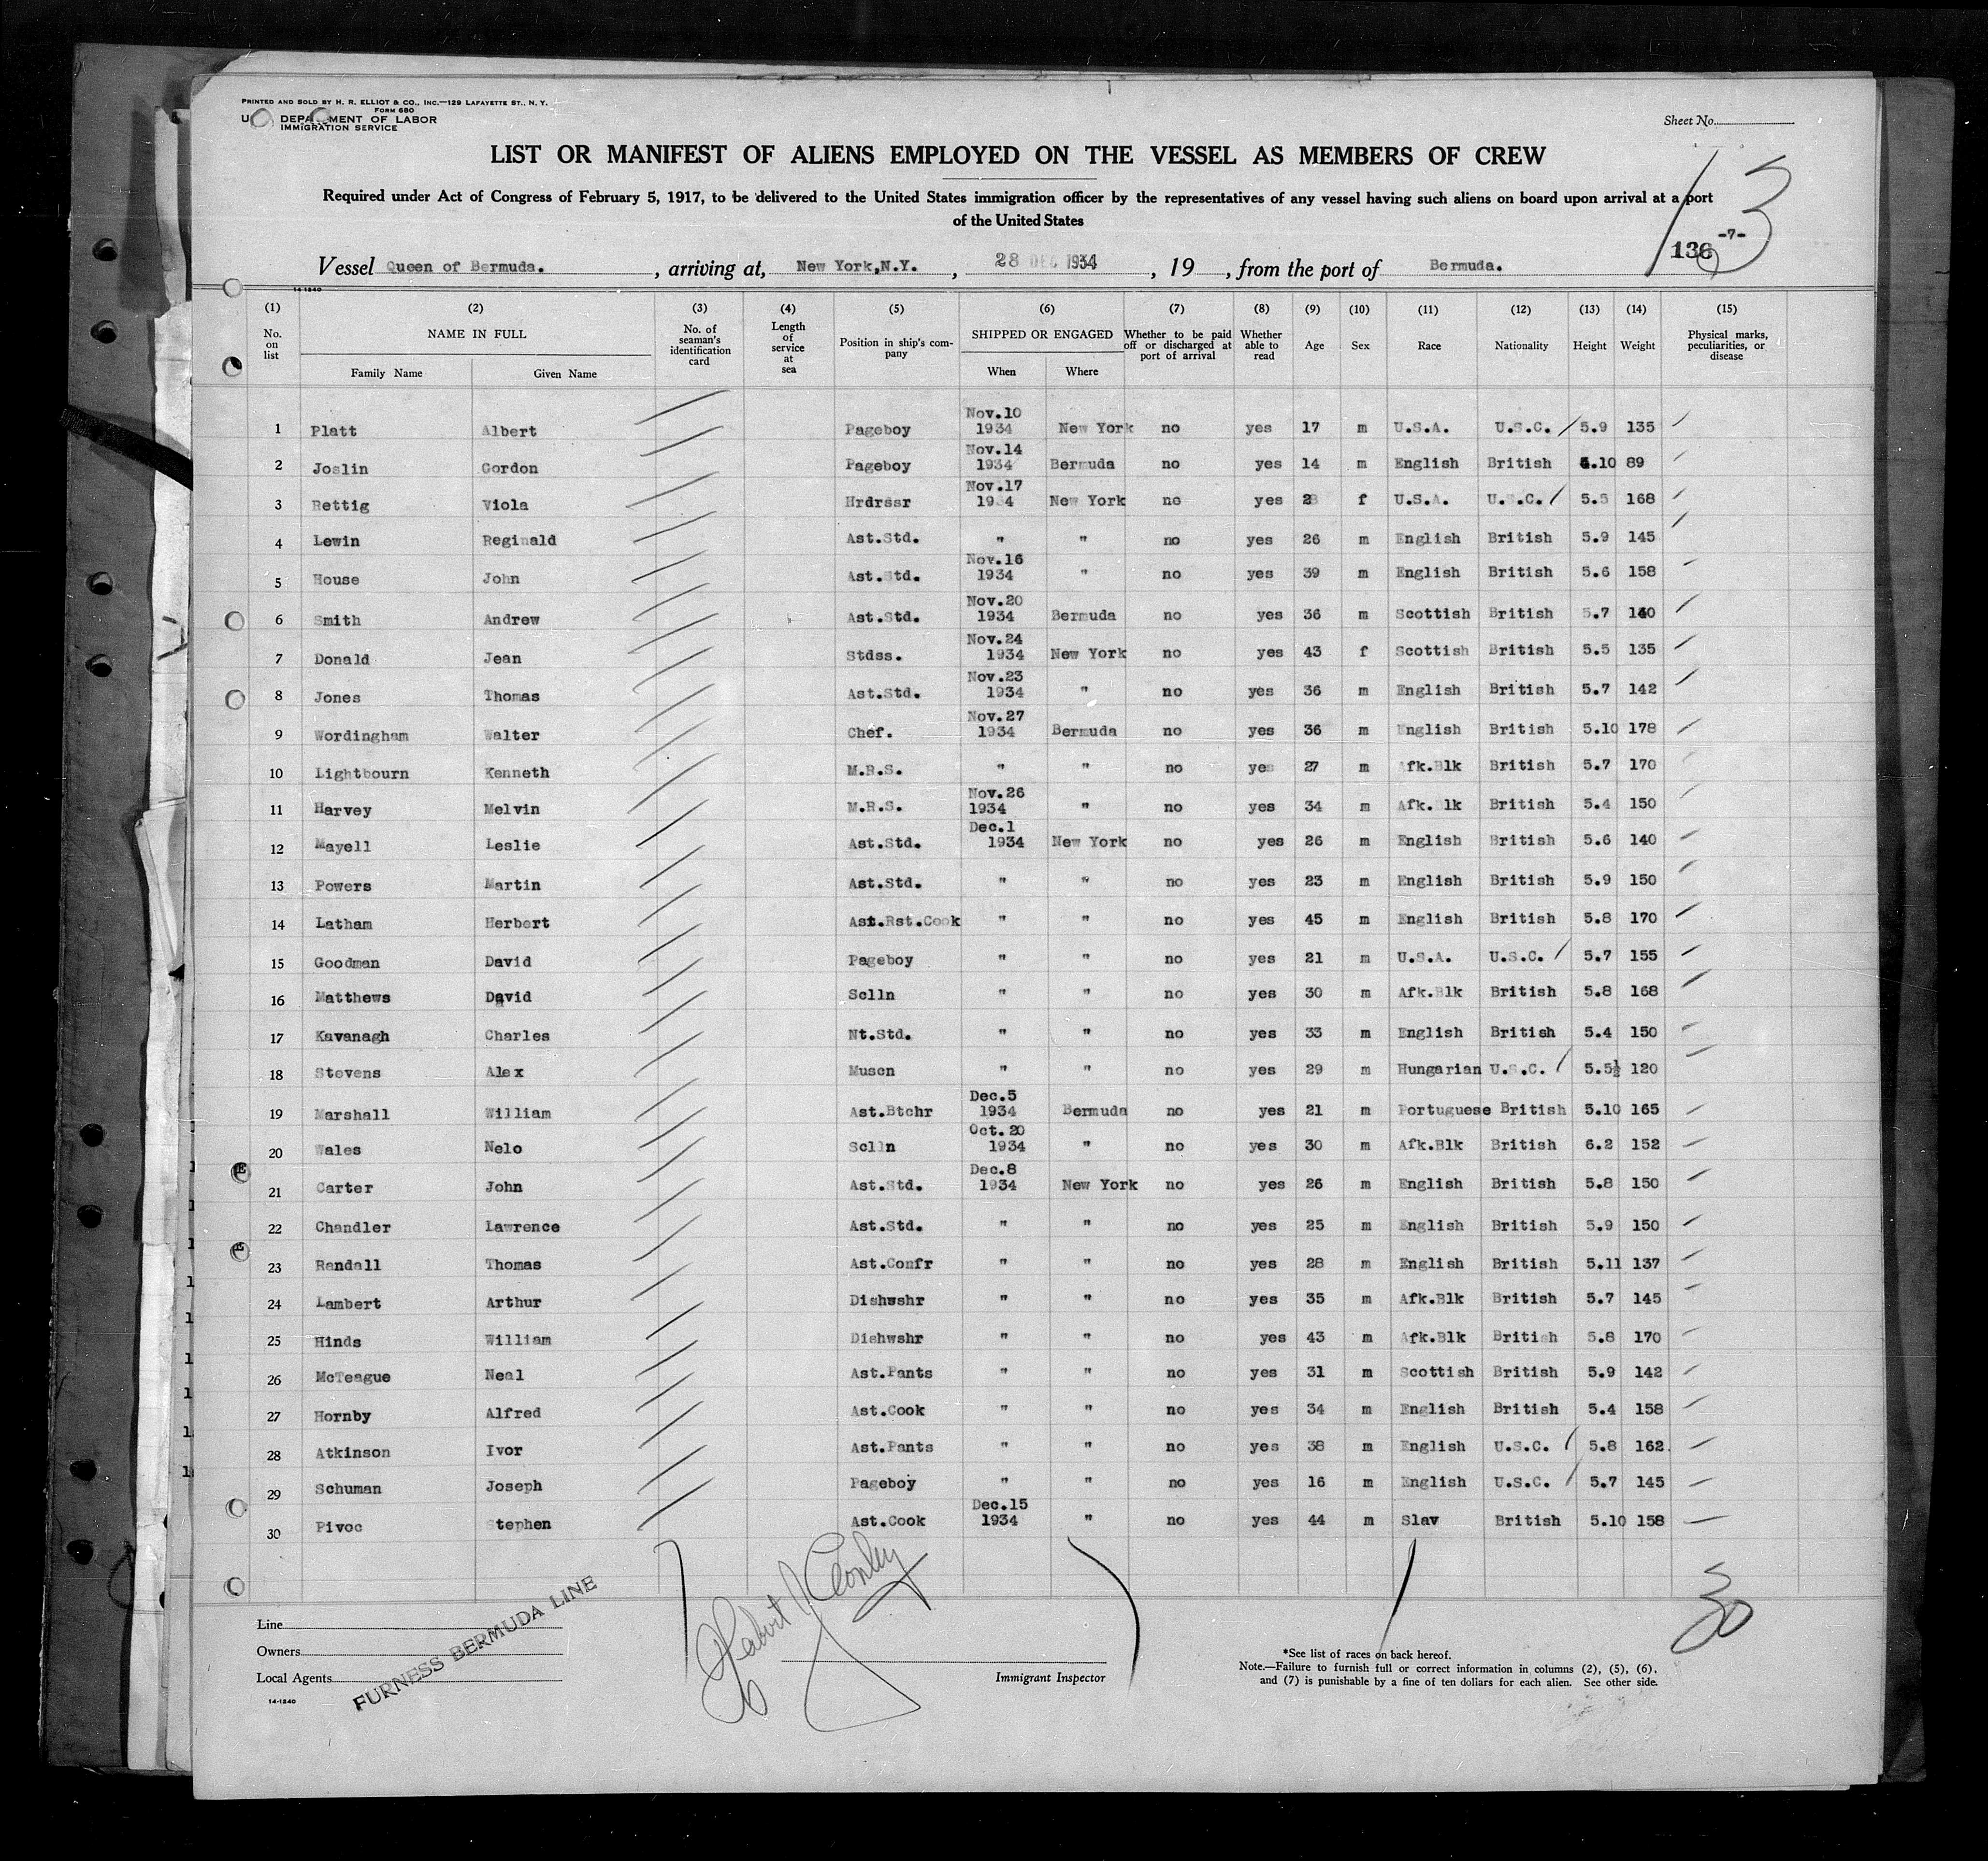 PRINTED AND SOLD BY H. R. ELLIOT & CO., INC.—129 LAFAYETTE ST., N. Y.
FORM 680
DEPARTMENT OF LABOR
IMMIGRATION SERVICE
Sheet No.
LIST OR MANIFEST OF ALIENS EMPLOYED ON THE VESSEL AS MEMBERS OF CREW
Required under Act of Congress of February 5, 1917, to be delivered to the United States immigration officer by the representatives of any vessel having such aliens on board upon arrival at a port
of the United States
13
-7-
136
Vessel Queen of Bermuda. , arriving at, New York,N.Y. , 28 DEC 1934 , 19 , from the port of Bermuda.
14-1240
(1) (2) (3) (4) (5) (6) (7) (8) (9) (10) (11) (12) (13) (14) (15)
No. on list NAME IN FULL Family Name Given Name No. of seaman's identification card Length of service at sea Position in ship's company SHIPPED OR ENGAGED When Where Whether to be paid off or discharged at port of arrival Whether able to read Age Sex Race Nationality Height Weight Physical marks, peculiarities, or disease
1 Platt Albert Pageboy Nov.10 1934 New York no yes 17 m U.S.A. U.S.C. 5.9 135
2 Joslin Gordon Pageboy Nov.14 1934 Bermuda no yes 14 m English British 4.10 89
3 Rettig Viola Hrdrssr Nov.17 1934 New York no yes 28 f U.S.A. U.S.C. 5.5 168
4 Lewin Reginald Ast.Std. " " no yes 26 m English British 5.9 145
5 House John Ast.Std. Nov.16 1934 " no yes 39 m English British 5.6 158
6 Smith Andrew Ast.Std. Nov.20 1934 Bermuda no yes 36 m Scottish British 5.7 140
7 Donald Jean Stdss. Nov.24 1934 New York no yes 43 f Scottish British 5.5 135
8 Jones Thomas Ast.Std. Nov.23 1934 " no yes 36 m English British 5.7 142
9 Wordingham Walter Chef. Nov.27 1934 Bermuda no yes 36 m English British 5.10 178
10 Lightbourn Kenneth M.R.S. " " no yes 27 m Afk.Blk British 5.7 170
11 Harvey Melvin M.R.S. Nov.26 1934 " no yes 34 m Afk.Blk British 5.4 150
12 Mayell Leslie Ast.Std. Dec.1 1934 New York no yes 26 m English British 5.6 140
13 Powers Martin Ast.Std. " " no yes 23 m English British 5.9 150
14 Latham Herbert Ast.Rst.Cook " " no yes 45 m English British 5.8 170
15 Goodman David Pageboy " " no yes 21 m U.S.A. U.S.C. 5.7 155
16 Matthews David Sclln " " no yes 30 m Afk.Blk British 5.8 168
17 Kavanagh Charles Nt.Std. " " no yes 33 m English British 5.4 150
18 Stevens Alex Muscn " " no yes 29 m Hungarian U.S.C. 5.5½ 120
19 Marshall William Ast.Btchr Dec.5 1934 Bermuda no yes 21 m Portuguese British 5.10 165
20 Wales Nelo Sclln Oct.20 1934 " no yes 30 m Afk.Blk British 6.2 152
21 Carter John Ast.Std. Dec.8 1934 New York no yes 26 m English British 5.8 150
22 Chandler Lawrence Ast.Std. " " no yes 25 m English British 5.9 150
23 Randall Thomas Ast.Confr " " no yes 28 m English British 5.11 137
24 Lambert Arthur Dishwshr " " no yes 35 m Afk.Blk British 5.7 145
25 Hinds William Dishwshr " " no yes 43 m Afk.Blk British 5.8 170
26 McTeague Neal Ast.Pants " " no yes 31 m Scottish British 5.9 142
27 Hornby Alfred Ast.Cook " " no yes 34 m English British 5.4 158
28 Atkinson Ivor Ast.Pants " " no yes 38 m English U.S.C. 5.8 162.
29 Schuman Joseph Pageboy " " no yes 16 m English U.S.C. 5.7 145
30 Pivoc Stephen Ast.Cook Dec.15 1934 " no yes 44 m Slav British 5.10 158
30
Line
Owners
Local Agents
FURNESS BERMUDA LINE
14-1240
Immigrant Inspector
*See list of races on back hereof.
Note.—Failure to furnish full or correct information in columns (2), (5), (6),
and (7) is punishable by a fine of ten dollars for each alien. See other side.